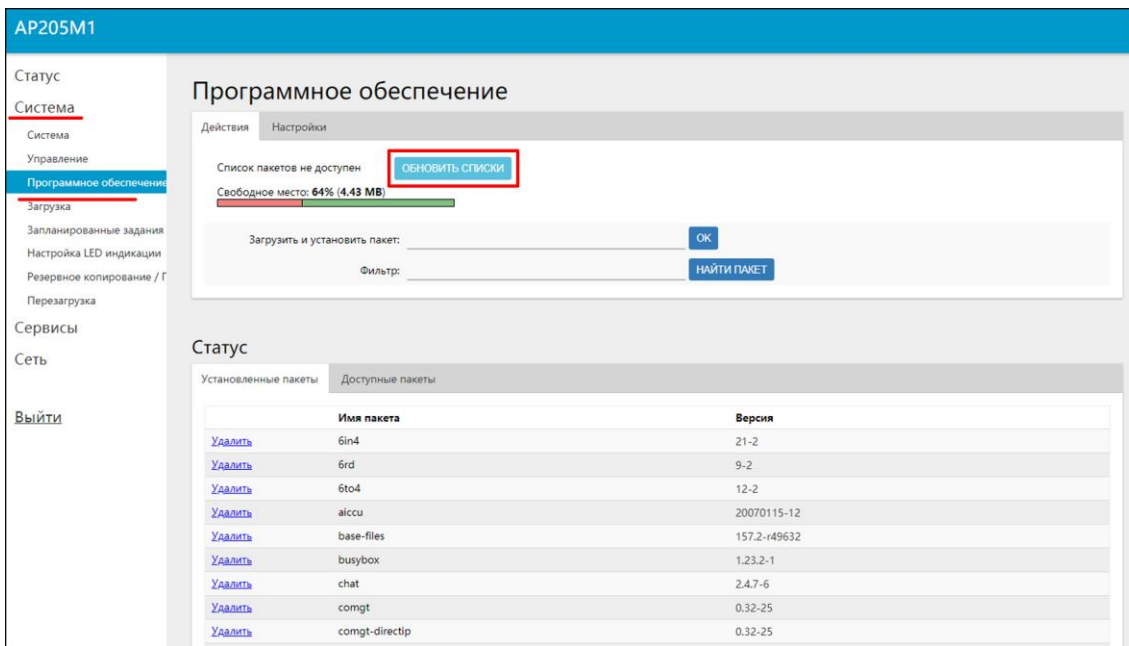 AP205M1
Статус
Система
Система
Управление
Программное обеспечение
Загрузка
Запланированные задания
Настройка LED индикации
Резервное копирование / П
Перезагрузка
Сервисы
Сеть
Выйти
Программное обеспечение
Действия Настройки
Список пакетов не доступен ОБНОВИТЬ СПИСКИ
Свободное место: 64% (4.43 MB)
Загрузить и установить пакет: OK
Фильтр: НАЙТИ ПАКЕТ
Статус
Установленные пакеты Доступные пакеты
Имя пакета Версия
Удалить 6in4 21-2
Удалить 6rd 9-2
Удалить 6to4 12-2
Удалить aiccu 20070115-12
Удалить base-files 157.2-r49632
Удалить busybox 1.23.2-1
Удалить chat 2.4.7-6
Удалить comgt 0.32-25
Удалить comgt-directip 0.32-25